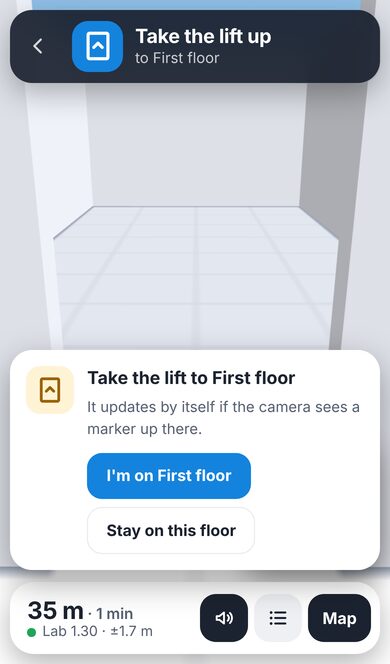 Take the lift up
to First floor
Take the lift to First floor
It updates by itself if the camera sees a
marker up there.
I'm on First floor
Stay on this floor
35 m · 1 min
Lab 1.30 · ±1.7 m
Map